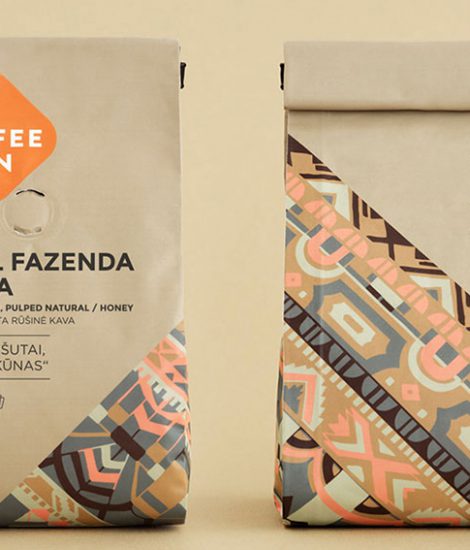 FEE
N
L FAZENDA
A
, PULPED NATURAL / HONEY
TA RŪŠINĖ KAVA
ŠUTAI,
KŪNAS“